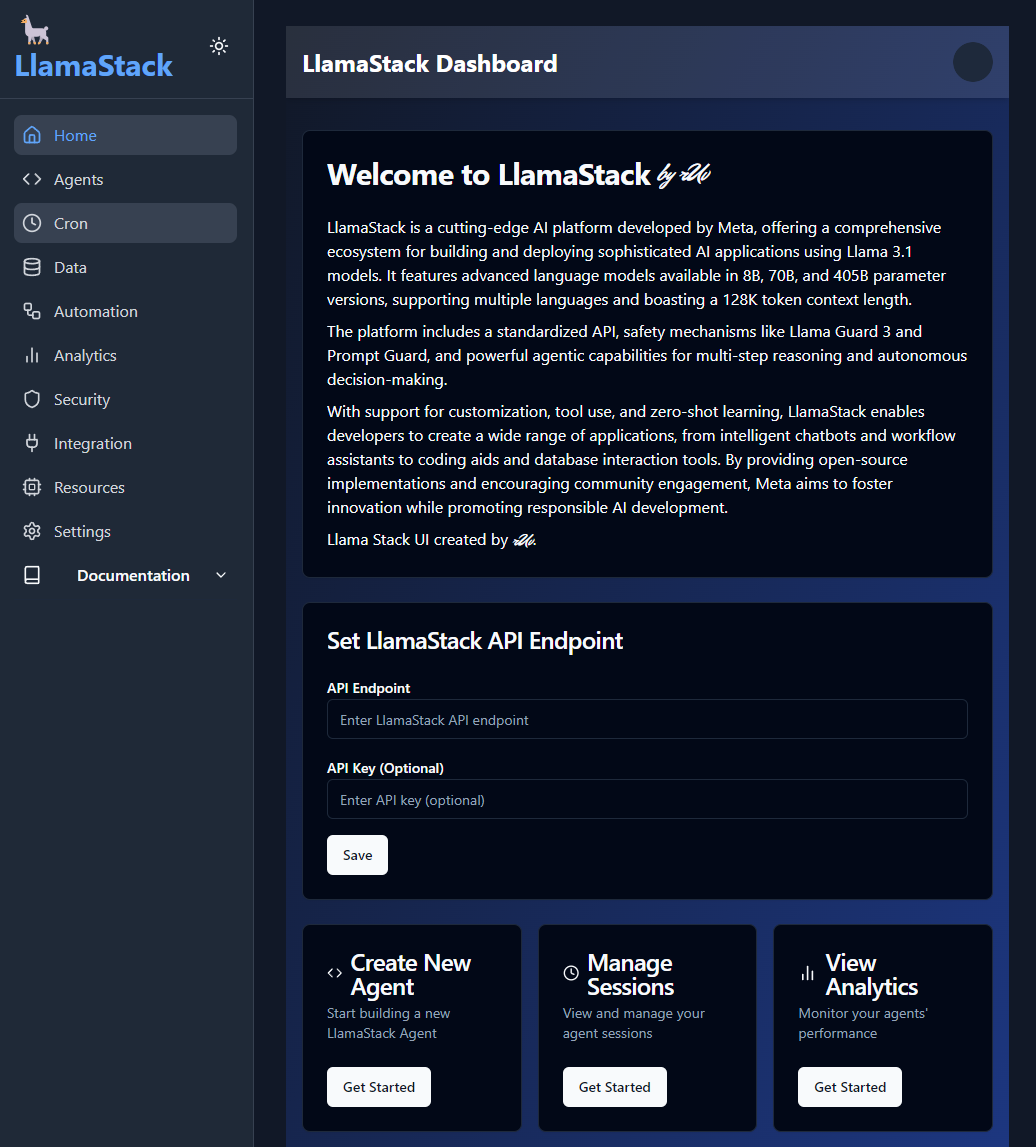 LlamaStack
Home
Agents
Cron
Data
Automation
Analytics
Security
Integration
Resources
Settings
Documentation
LlamaStack Dashboard
Welcome to LlamaStack by
LlamaStack is a cutting-edge AI platform developed by Meta, offering a comprehensive
ecosystem for building and deploying sophisticated AI applications using Llama 3.1
models. It features advanced language models available in 8B, 70B, and 405B parameter
versions, supporting multiple languages and boasting a 128K token context length.
The platform includes a standardized API, safety mechanisms like Llama Guard 3 and
Prompt Guard, and powerful agentic capabilities for multi-step reasoning and autonomous
decision-making.
With support for customization, tool use, and zero-shot learning, LlamaStack enables
developers to create a wide range of applications, from intelligent chatbots and workflow
assistants to coding aids and database interaction tools. By providing open-source
implementations and encouraging community engagement, Meta aims to foster
innovation while promoting responsible AI development.
Llama Stack UI created by
Set LlamaStack API Endpoint
API Endpoint
Enter LlamaStack API endpoint
API Key (Optional)
Enter API key (optional)
Save
Create New
Agent
Start building a new
LlamaStack Agent
Get Started
Manage
Sessions
View and manage your
agent sessions
Get Started
View
Analytics
Monitor your agents'
performance
Get Started